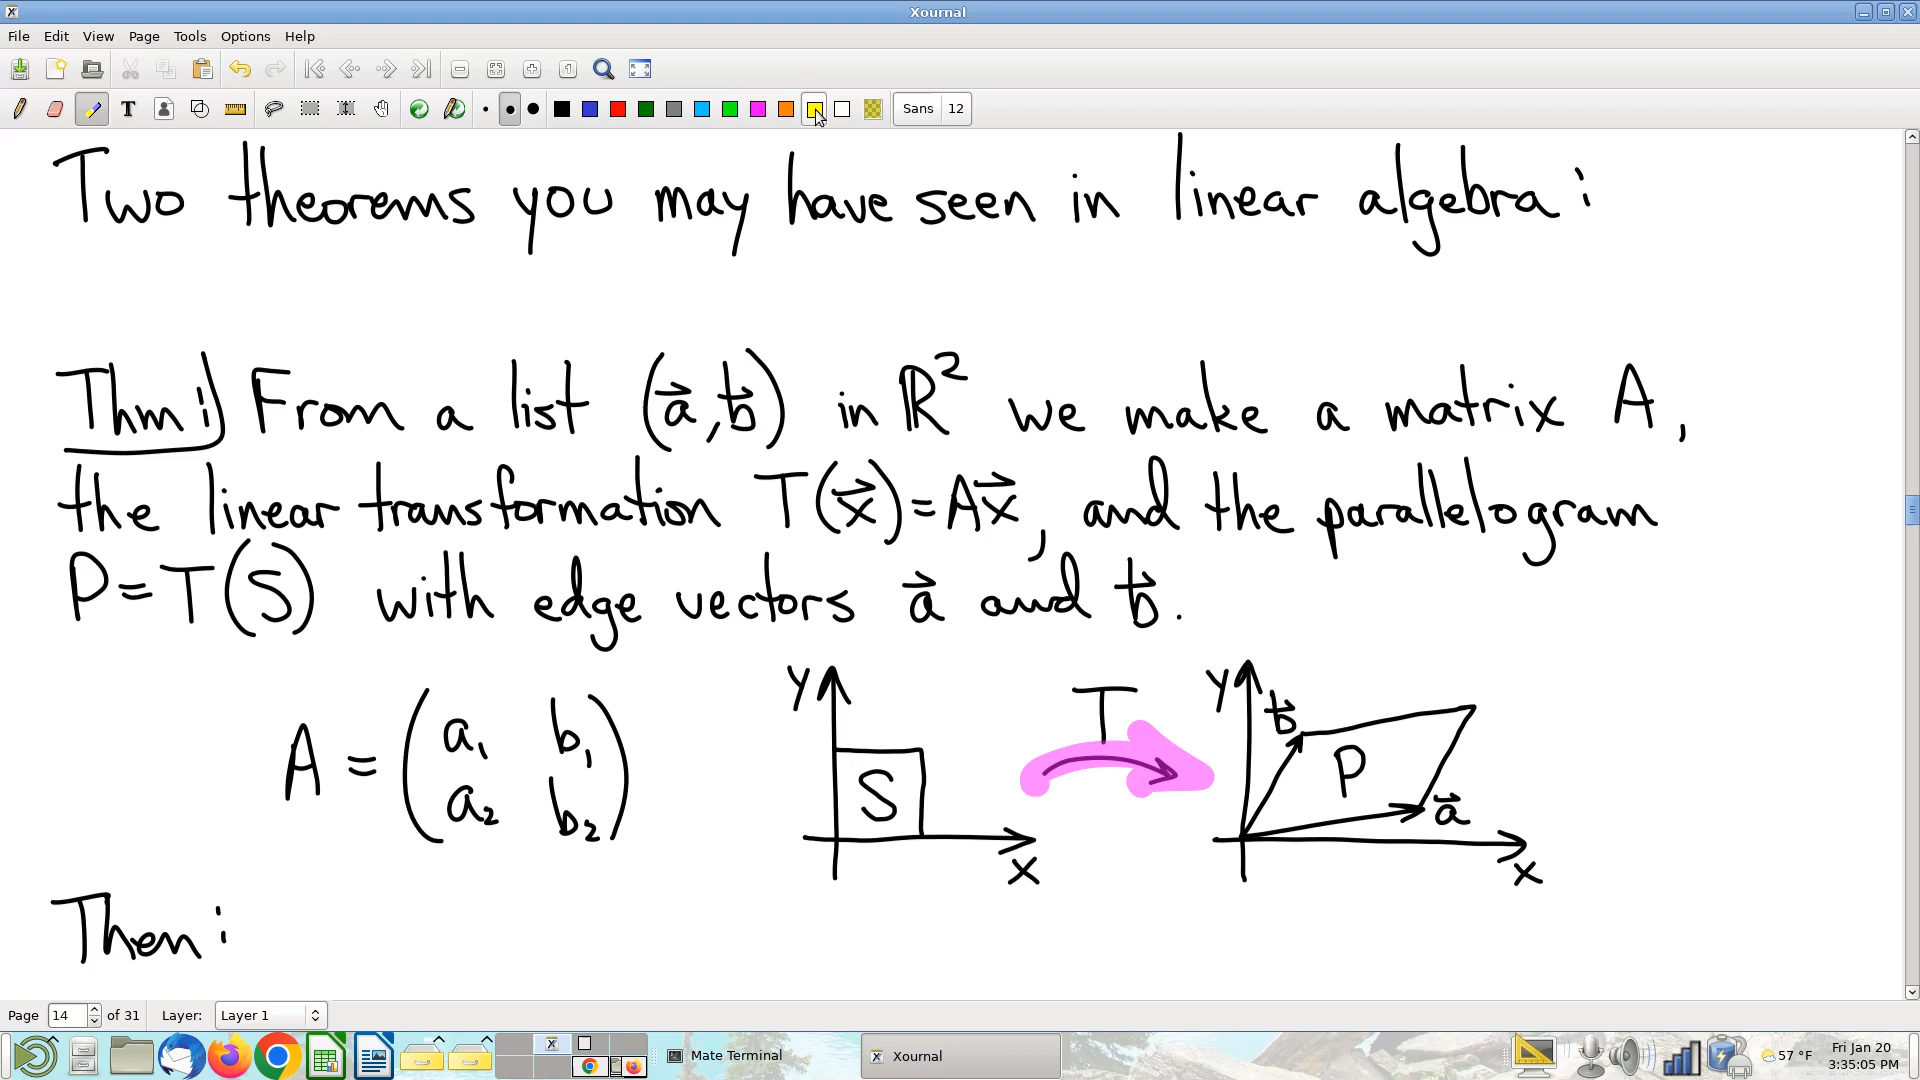 Xournal
File Edit View Page Tools Options Help
Sans 12
Two theorems you may have seen in linear algebra:
Thm:) From a list (a⃗,b⃗) in ℝ² we make a matrix A,
the linear transformation T(x⃗)=Ax⃗, and the parallelogram
P=T(S) with edge vectors a⃗ and b⃗.
A = (a₁ b₁
a₂ b₂)
y
S
x
T
y
b⃗
P
a⃗
x
Then:
Page 14 of 31 Layer: Layer 1
Mate Terminal
Xournal
57 °F
Fri Jan 20
3:35:05 PM